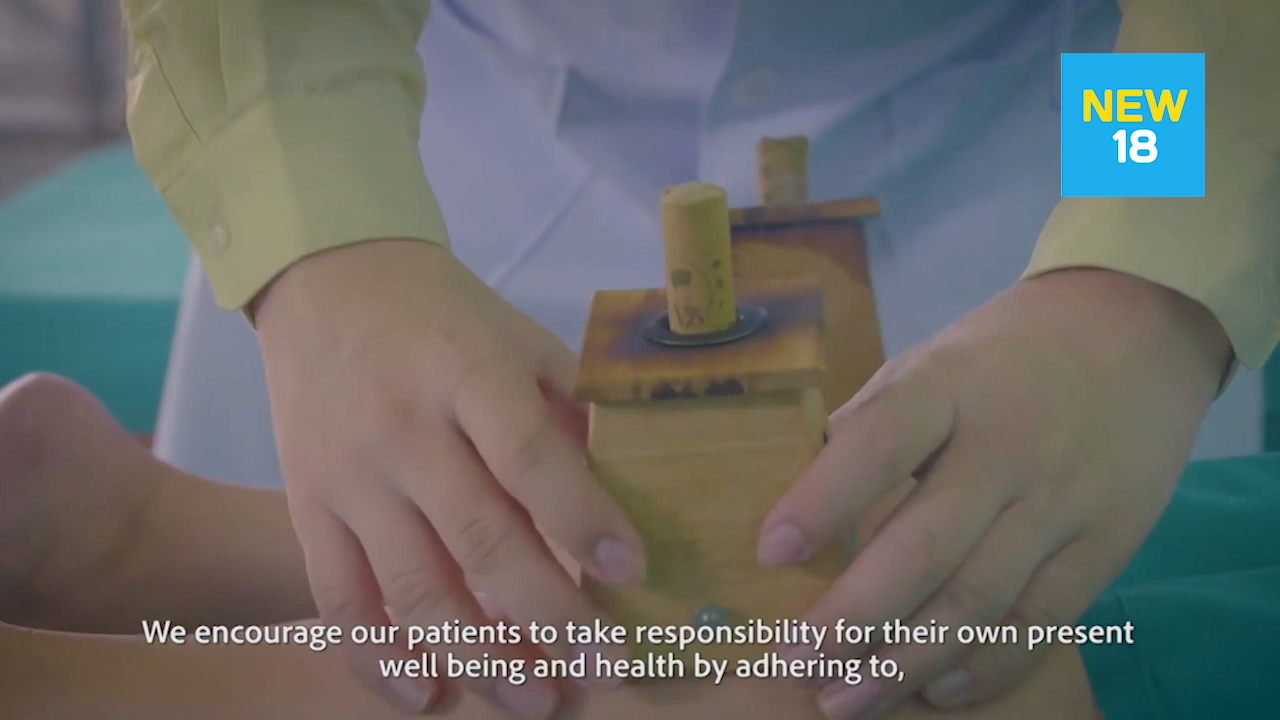 NEW
18
We encourage our patients to take responsibility for their own present
well being and health by adhering to,